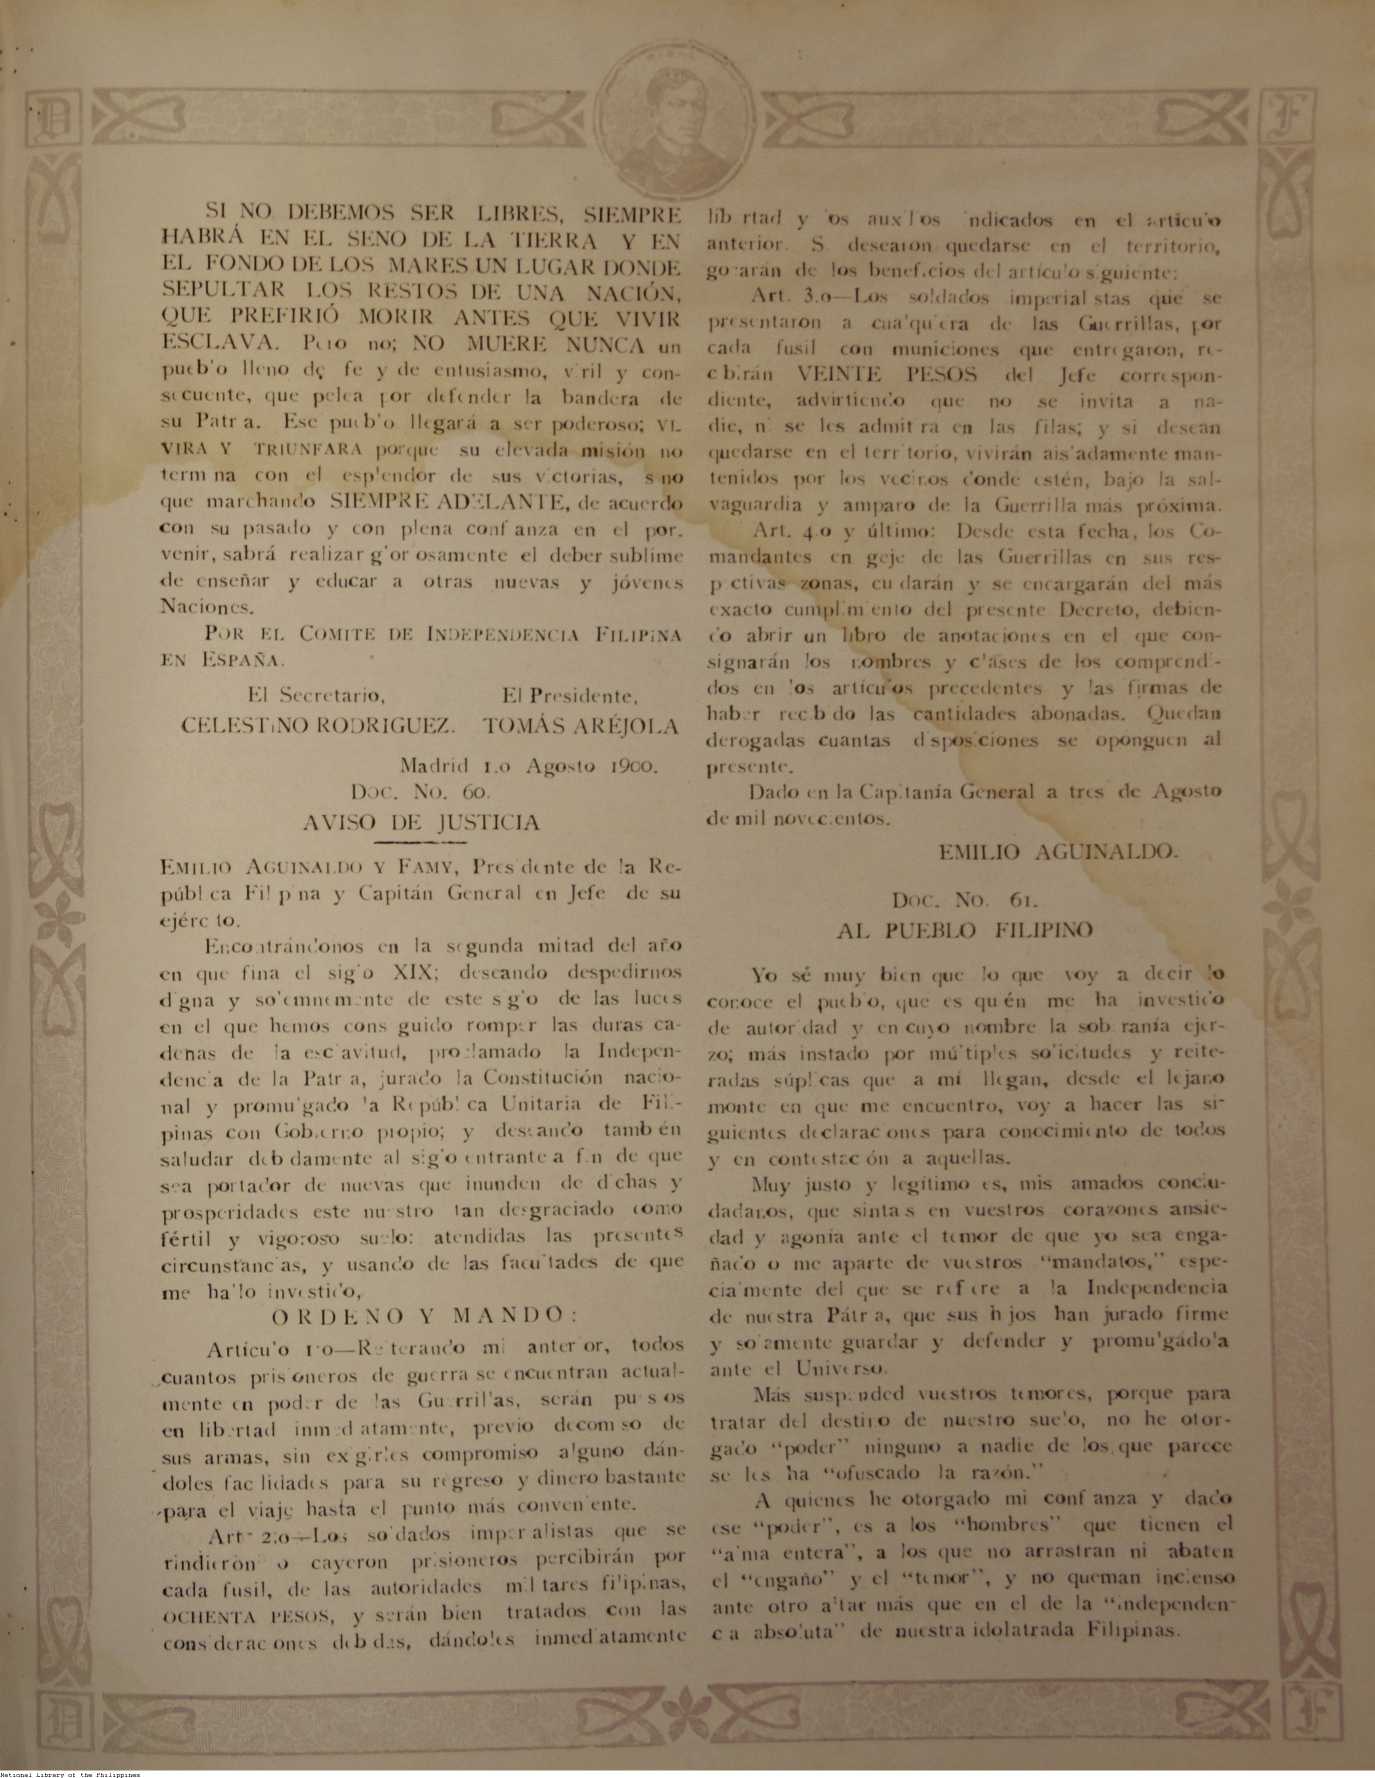 D
F
SI NO DEBEMOS SER LIBRES, SIEMPRE
HABRÁ EN EL SENO DE LA TIERRA Y EN
EL FONDO DE LOS MARES UN LUGAR DONDE
SEPULTAR LOS RESTOS DE UNA NACIÓN,
QUE PREFIRIÓ MORIR ANTES QUE VIVIR
ESCLAVA. Pero no; NO MUERE NUNCA un
pueblo lleno de fe y de entusiasmo, viril y con-
secuente, que pelea por defender la bandera de
su Patria. Ese pueblo llegará a ser poderoso; VI-
VIRA Y TRIUNFARA porque su elevada misión no
termina con el esplendor de sus victorias, sino
que marchando SIEMPRE ADELANTE, de acuerdo
con su pasado y con plena confianza en el por-
venir, sabrá realizar gloriosamente el deber sublime
de enseñar y educar a otras nuevas y jóvenes
Naciones.
POR EL COMITE DE INDEPENDENCIA FILIPINA
EN ESPAÑA.
El Secretario, El Presidente,
CELESTINO RODRIGUEZ. TOMÁS ARÉJOLA
Madrid 1.o Agosto 1900.
Doc. No. 60.
AVISO DE JUSTICIA
EMILIO AGUINALDO Y FAMY, Presidente de la Re-
pública Filipina y Capitán General en Jefe de su
ejército.
Encontrándonos en la segunda mitad del año
en que fina el siglo XIX; deseando despedirnos
digna y solemnemente de este siglo de las luces
en el que hemos conseguido romper las duras ca-
denas de la esclavitud, proclamado la Indepen-
dencia de la Patria, jurado la Constitución nacio-
nal y promulgado la República Unitaria de Fili-
pinas con Gobierno propio; y deseando también
saludar debidamente al siglo entrante a fin de que
sea portador de nuevas que inunden de dichas y
prosperidades este nuestro tan desgraciado como
fértil y vigoroso suelo: atendidas las presentes
circunstancias, y usando de las facultades de que
me hallo investido,
ORDENO Y MANDO:
Artículo 1.o—Reiterando mi anterior, todos
cuantos prisioneros de guerra se encuentran actual-
mente en poder de las Guerrillas, serán puesos
en libertad inmediatamente, previo decomiso de
sus armas, sin exigirles compromiso alguno dán-
doles facilidades para su regreso y dinero bastante
para el viaje hasta el punto más conveniente.
Art. 2.o—Los soldados imperialistas que se
rindieron o cayeron prisioneros percibirán por
cada fusil, de las autoridades militares filipinas,
OCHENTA PESOS, y serán bien tratados con las
consideraciones debidas, dándoles inmediatamente
libertad y los auxilios indicados en el artículo
anterior. Si desearon quedarse en el territorio,
gozarán de los beneficios del artículo siguiente:
Art. 3.o—Los soldados imperialistas que se
presentaron a cualquiera de las Guerrillas, por
cada fusil con municiones que entregaron, re-
cibirán VEINTE PESOS del Jefe correspon-
diente, advirtiendo que no se invita a na-
die, ni se les admitirá en las filas; y si desean
quedarse en el territorio, vivirán aisladamente man-
tenidos por los vecinos donde estén, bajo la sal-
vaguardia y amparo de la Guerrilla más próxima.
Art. 4.o y último: Desde esta fecha, los Co-
mandantes en geje de las Guerrillas en sus res-
pectivas zonas, cuidarán y se encargarán del más
exacto cumplimiento del presente Decreto, debien-
do abrir un libro de anotaciones en el que con-
signarán los nombres y clases de los comprendi-
dos en los artículos precedentes y las firmas de
haber recibido las cantidades abonadas. Quedan
derogadas cuantas disposiciones se oponguen al
presente.
Dado en la Capitanía General a tres de Agosto
de mil novecientos.
EMILIO AGUINALDO.
Doc. No. 61.
AL PUEBLO FILIPINO
Yo sé muy bien que lo que voy a decir lo
conoce el pueblo, que es quién me ha investido
de autoridad y en cuyo nombre la soberanía ejer-
zo; más instado por múltiples solicitudes y reite-
radas súplicas que a mí llegan, desde el lejano
monte en que me encuentro, voy a hacer las si-
guientes declaraciones para conocimiento de todos
y en contestación a aquellas.
Muy justo y legítimo es, mis amados conciu-
dadanos, que sintais en vuestros corazones ansie-
dad y agonía ante el temor de que yo sea enga-
ñado o me aparte de vuestros "mandatos," espe-
cialmente del que se refiere a la Independencia
de nuestra Pátria, que sus hijos han jurado firme
y solamente guardar y defender y promulgádola
ante el Universo.
Más suspended vuestros temores, porque para
tratar del destino de nuestro suelo, no he otor-
gado "poder" ninguno a nadie de los que parece
se les ha "ofuscado la razón."
A quienes he otorgado mi confianza y dado
ese "poder", es a los "hombres" que tienen el
"alma entera", a los que no arrastran ni abaten
el "engaño" y el "temor", y no queman incienso
ante otro altar más que en el de la "independen-
cia absoluta" de nuestra idolatrada Filipinas.
D
F
National Library of the Philippines